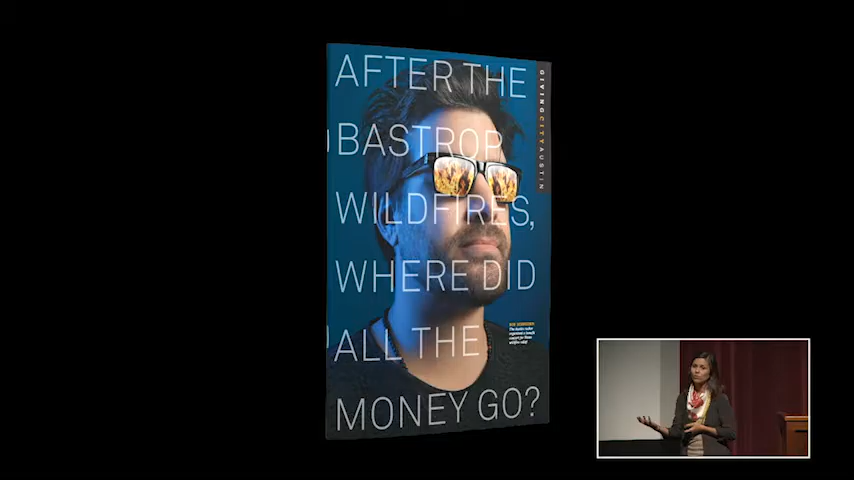 AFTER THE
BASTROP
WILDFIRES,
WHERE DID
ALL THE
MONEY GO?
GIVINGCITYAUSTIN